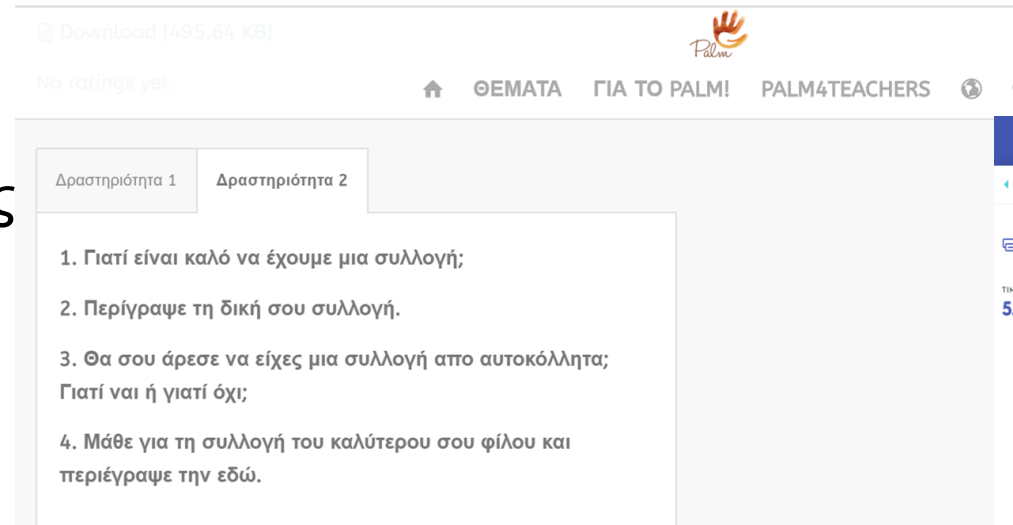 Download [495.64 KB]
Palm
No ratings yet.
ΘΕΜΑΤΑ ΓΙΑ ΤΟ PALM! PALM4TEACHERS
Δραστηριότητα 1 Δραστηριότητα 2
ς
1. Γιατί είναι καλό να έχουμε μια συλλογή;
2. Περίγραψε τη δική σου συλλογή.
3. Θα σου άρεσε να είχες μια συλλογή απο αυτοκόλλητα;
Γιατί ναι ή γιατί όχι;
4. Μάθε για τη συλλογή του καλύτερου σου φίλου και
περιέγραψε την εδώ.